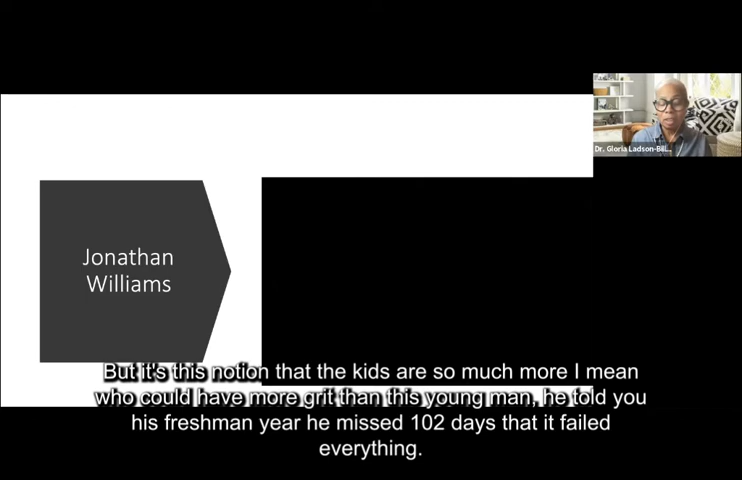 Dr. Gloria Ladson-Bil...
Jonathan
Williams
But it's this notion that the kids are so much more I mean
who could have more grit than this young man, he told you
his freshman year he missed 102 days that it failed
everything.